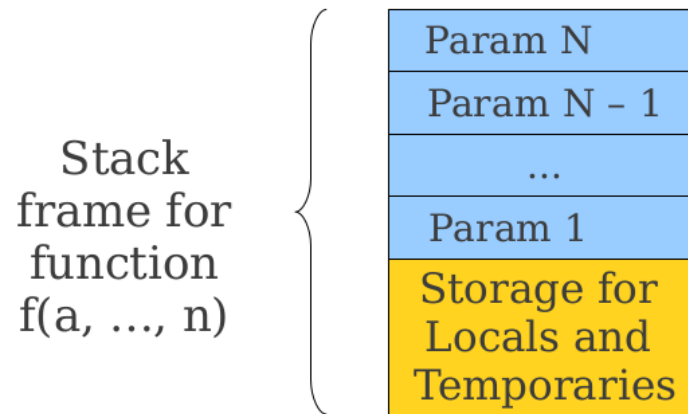 Stack
frame for
function
f(a, …, n)
Param N
Param N – 1
...
Param 1
Storage for
Locals and
Temporaries